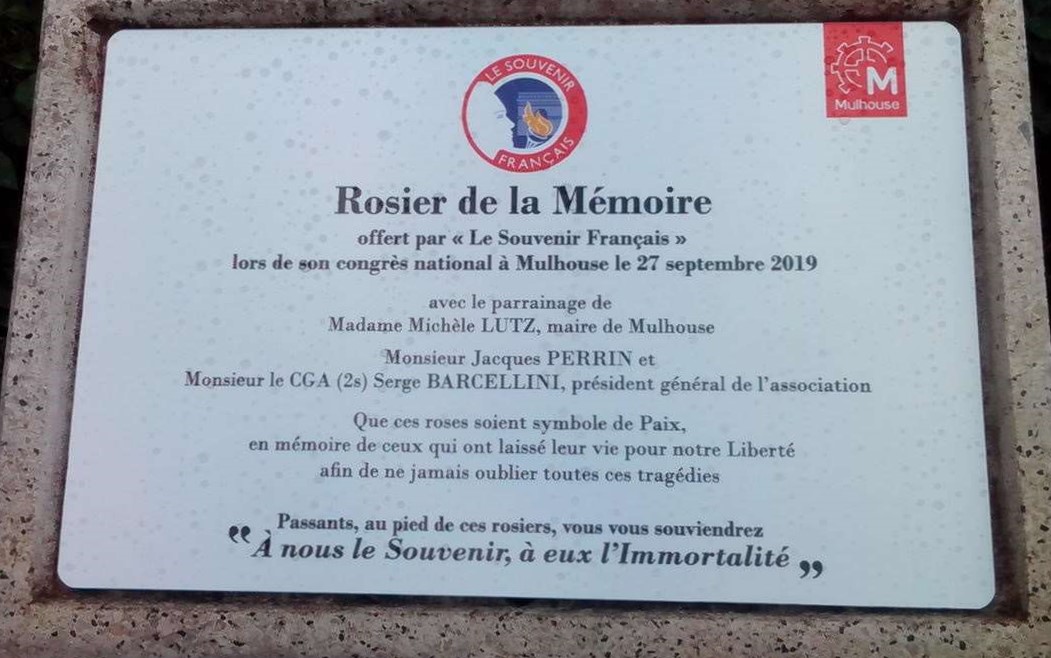 LE SOUVENIR
FRANÇAIS
M
Mulhouse
Rosier de la Mémoire
offert par « Le Souvenir Français »
lors de son congrès national à Mulhouse le 27 septembre 2019
avec le parrainage de
Madame Michèle LUTZ, maire de Mulhouse
Monsieur Jacques PERRIN et
Monsieur le CGA (2s) Serge BARCELLINI, président général de l'association
Que ces roses soient symbole de Paix,
en mémoire de ceux qui ont laissé leur vie pour notre Liberté
afin de ne jamais oublier toutes ces tragédies
Passants, au pied de ces rosiers, vous vous souviendrez
“ À nous le Souvenir, à eux l'Immortalité ”